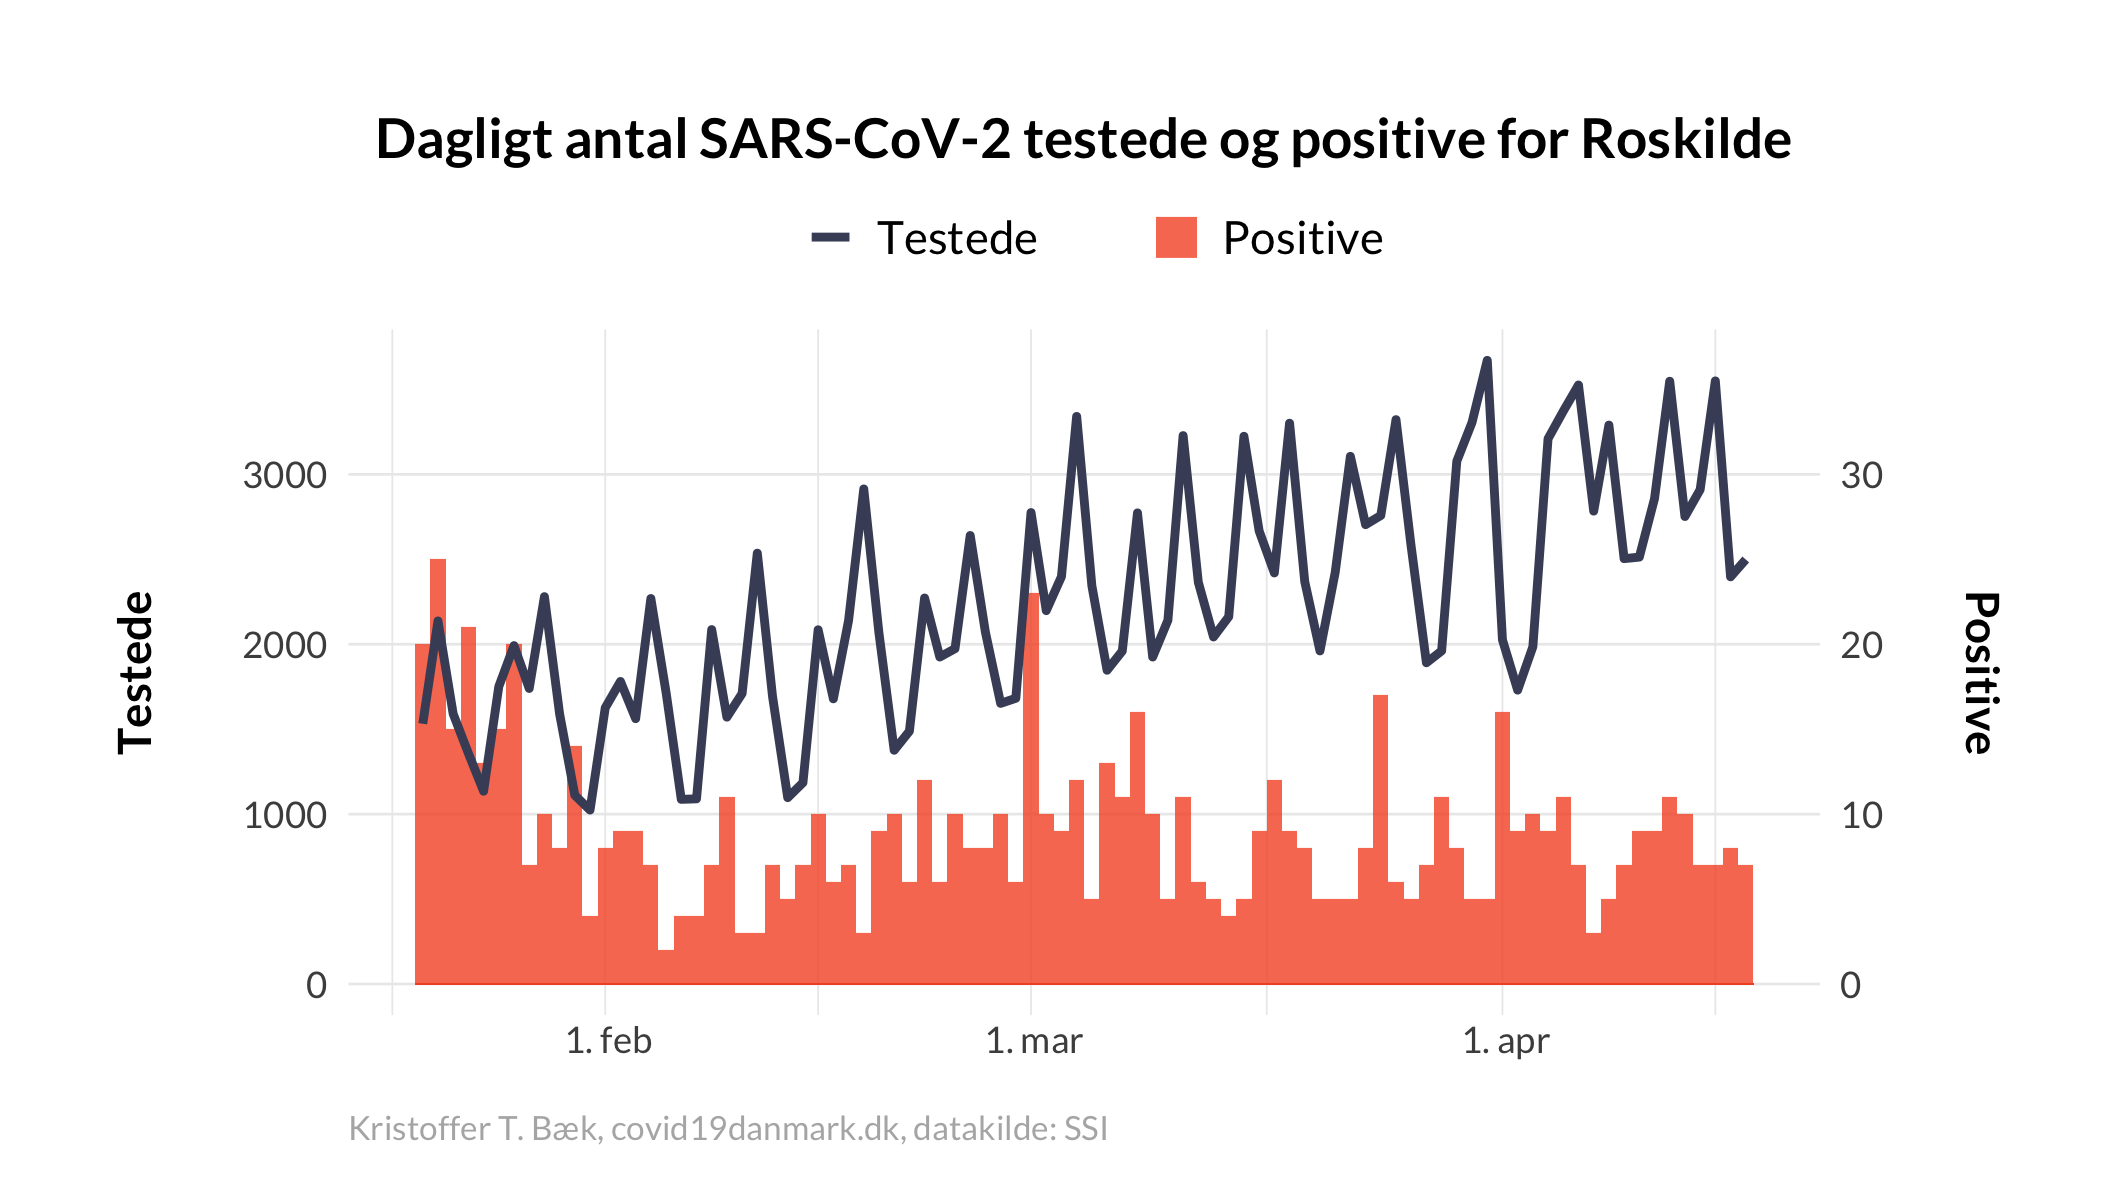 Dagligt antal SARS-CoV-2 testede og positive for Roskilde
Testede Positive
3000 30
2000 20
1000 10
0 0
Testede
Positive
1. feb 1. mar 1. apr
Kristoffer T. Bæk, covid19danmark.dk, datakilde: SSI